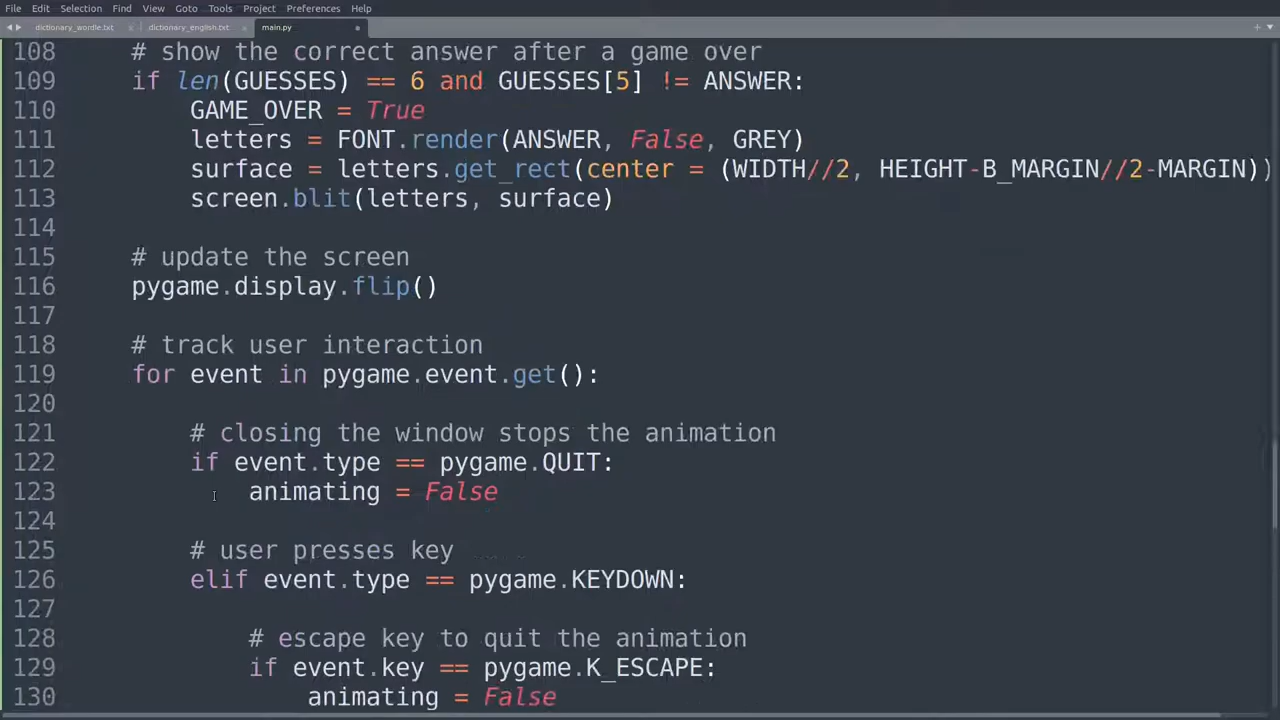 File Edit Selection Find View Goto Tools Project Preferences Help
dictionary_wordle.txt dictionary_english.txt main.py
108 # show the correct answer after a game over
109 if len(GUESSES) == 6 and GUESSES[5] != ANSWER:
110 GAME_OVER = True
111 letters = FONT.render(ANSWER, False, GREY)
112 surface = letters.get_rect(center = (WIDTH//2, HEIGHT-B_MARGIN//2-MARGIN))
113 screen.blit(letters, surface)
114
115 # update the screen
116 pygame.display.flip()
117
118 # track user interaction
119 for event in pygame.event.get():
120
121 # closing the window stops the animation
122 if event.type == pygame.QUIT:
123 animating = False
124
125 # user presses key
126 elif event.type == pygame.KEYDOWN:
127
128 # escape key to quit the animation
129 if event.key == pygame.K_ESCAPE:
130 animating = False